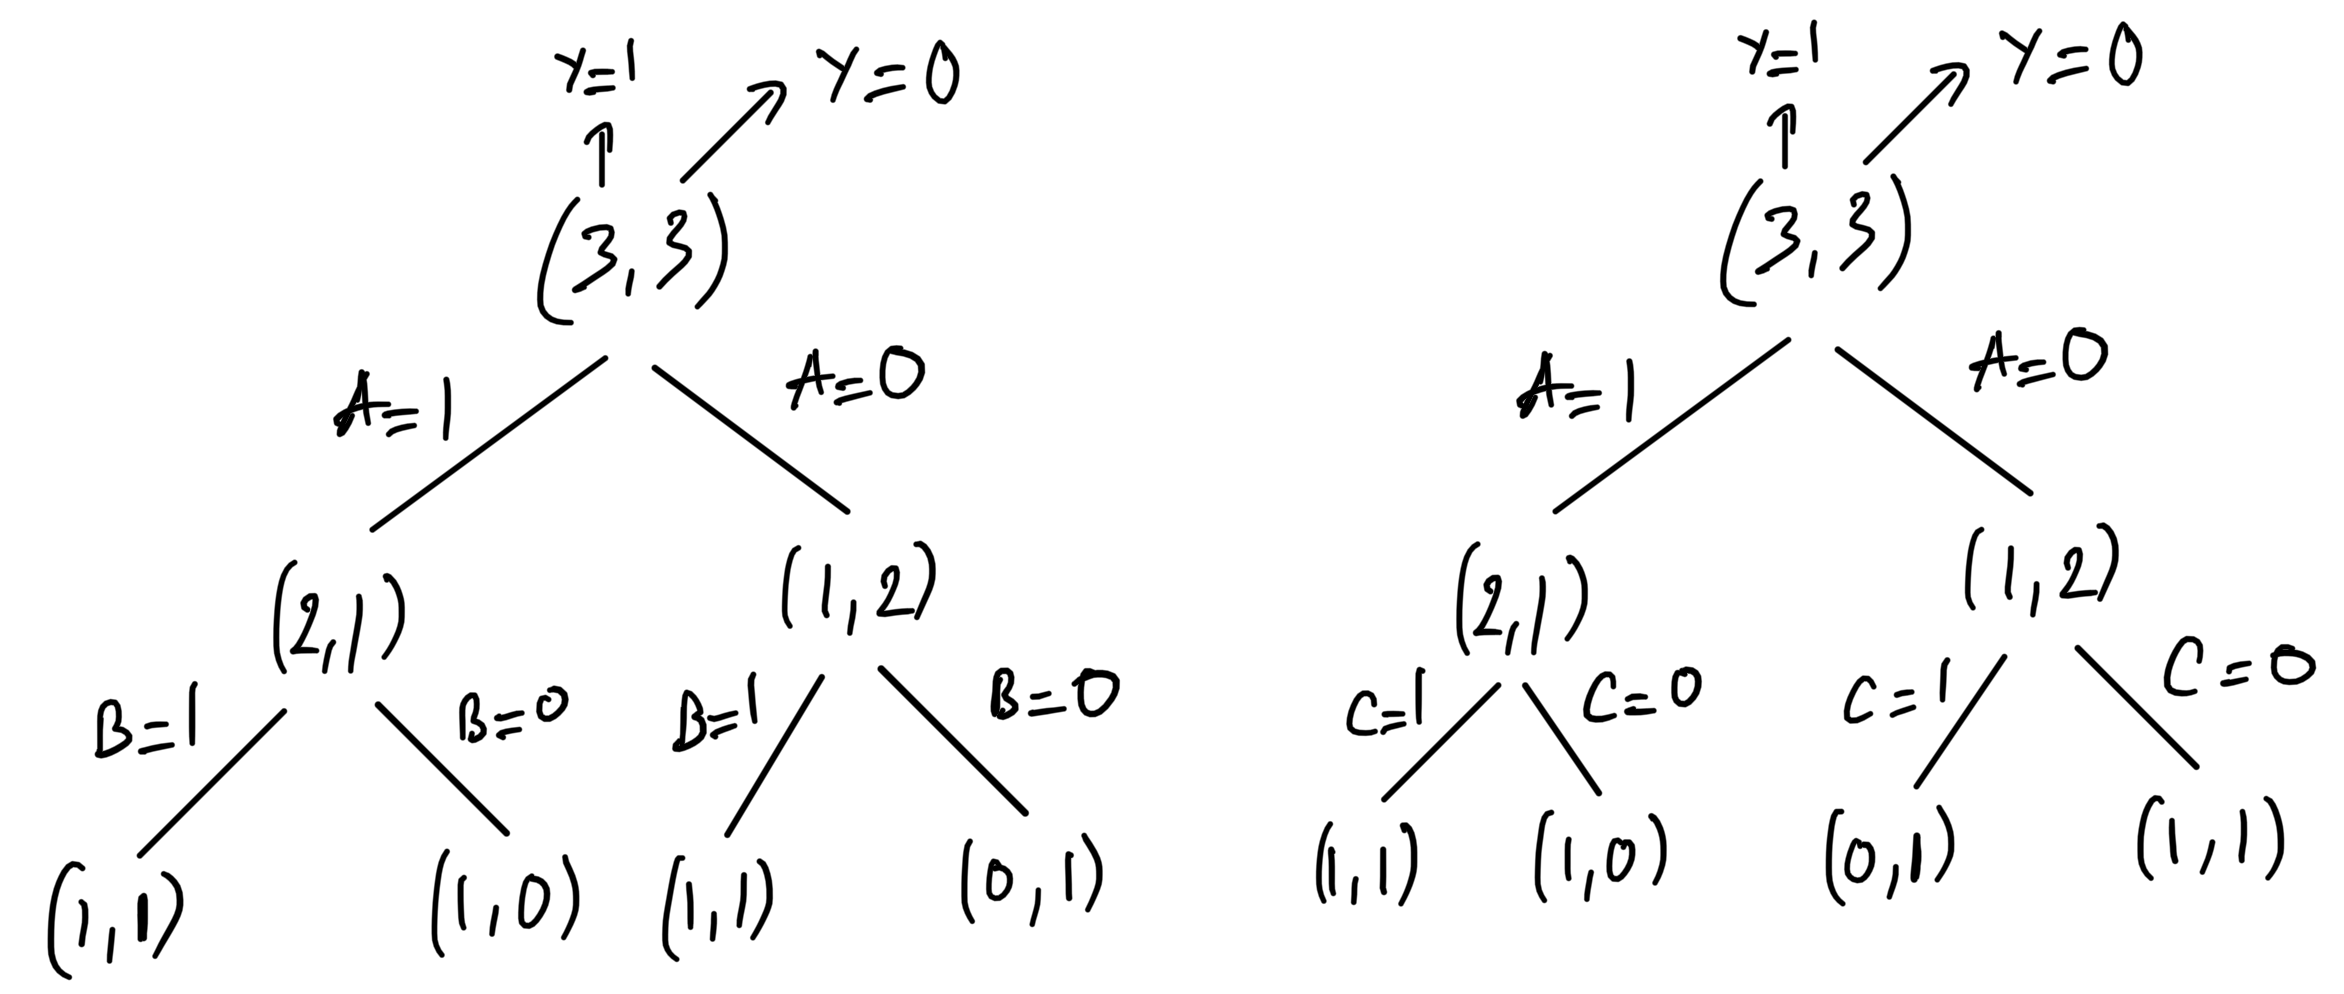 Y=1 Y=0
(3,3)
A=1 A=0
(2,1) (1,2)
B=1 B=0 B=1 B=0
(1,1) (1,0) (1,1) (0,1)
Y=1 Y=0
(3,3)
A=1 A=0
(2,1) (1,2)
C=1 C=0 C=1 C=0
(1,1) (1,0) (0,1) (1,1)